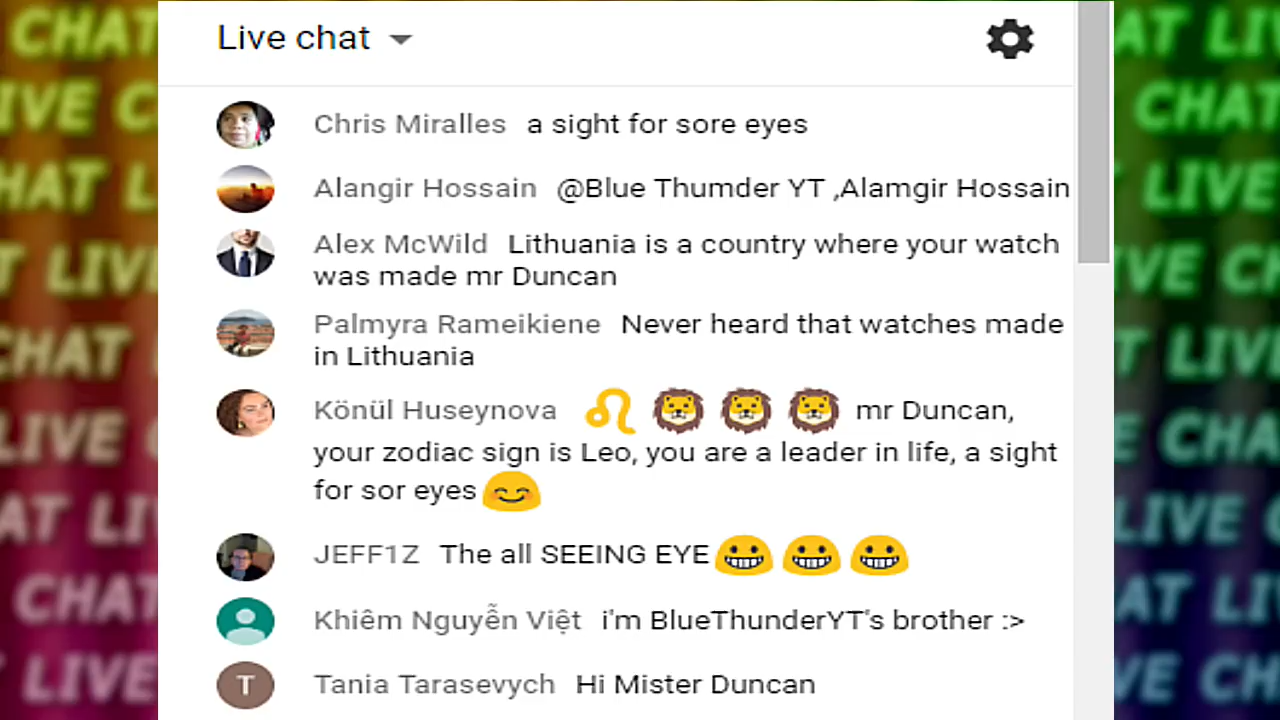 Live chat
Chris Miralles a sight for sore eyes
Alangir Hossain @Blue Thumder YT ,Alamgir Hossain
Alex McWild Lithuania is a country where your watch
was made mr Duncan
Palmyra Rameikiene Never heard that watches made
in Lithuania
Könül Huseynova ♌ 🦁 🦁 🦁 mr Duncan,
your zodiac sign is Leo, you are a leader in life, a sight
for sor eyes 😊
JEFF1Z The all SEEING EYE 😀 😀 😀
Khiêm Nguyễn Việt i'm BlueThunderYT's brother :>
T Tania Tarasevych Hi Mister Duncan